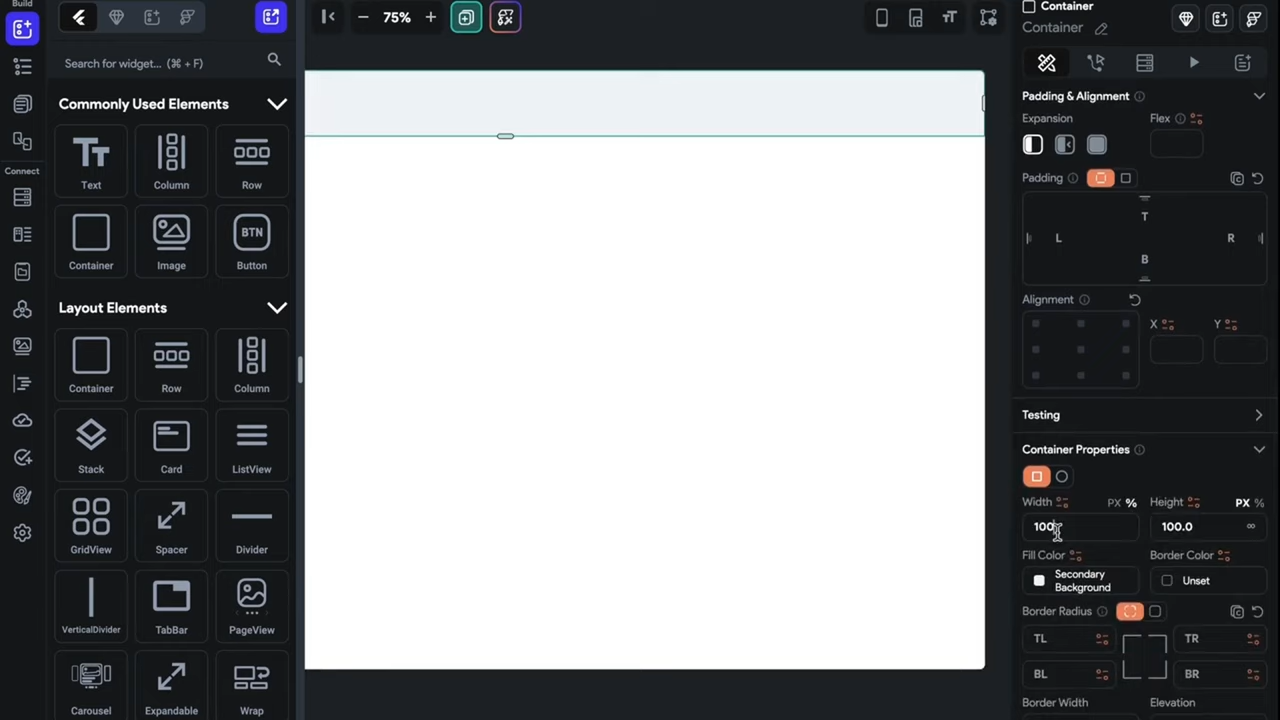 Build
75%
Search for widget... (⌘ + F)
Commonly Used Elements
Text
Column
Row
BTN
Container
Image
Button
Layout Elements
Container
Row
Column
Stack
Card
ListView
GridView
Spacer
Divider
VerticalDivider
TabBar
PageView
Carousel
Expandable
Wrap
Connect
Container
Container
Padding & Alignment
Expansion
Flex
Padding
T
L
R
B
Alignment
X
Y
Testing
Container Properties
Width PX %
Height PX %
100
100.0 ∞
Fill Color
Border Color
Secondary
Background
Unset
Border Radius
TL
TR
BL
BR
Border Width
Elevation